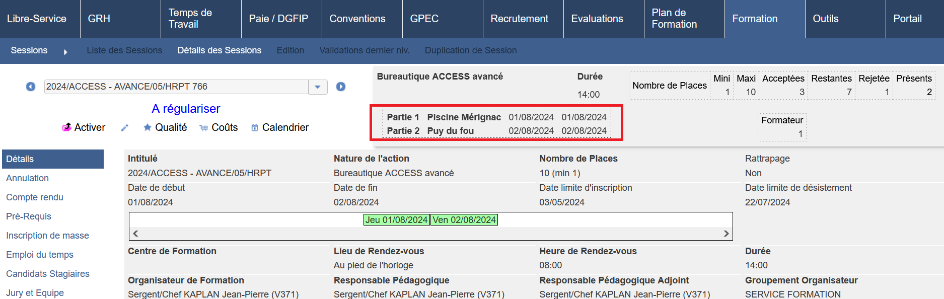 Libre-Service GRH Temps de Travail Paie / DGFIP Conventions GPEC Recrutement Evaluations Plan de Formation Formation Outils Portail
Sessions Liste des Sessions Détails des Sessions Edition Validations dernier niv. Duplication de Session
2024/ACCESS - AVANCE/05/HRPT 766
A régulariser
Activer Qualité Coûts Calendrier
Bureautique ACCESS avancé Durée
14:00
Partie 1 Piscine Mérignac 01/08/2024 01/08/2024
Partie 2 Puy du fou 02/08/2024 02/08/2024
Mini Maxi Acceptées Restantes Rejetée Présents
Nombre de Places 1 10 3 7 1 2
Formateur
1
Détails
Annulation
Compte rendu
Pré-Requis
Inscription de masse
Emploi du temps
Candidats Stagiaires
Jury et Equipe
Intitulé Nature de l'action Nombre de Places Rattrapage
2024/ACCESS - AVANCE/05/HRPT Bureautique ACCESS avancé 10 (min 1) Non
Date de début Date de fin Date limite d'inscription Date limite de désistement
01/08/2024 02/08/2024 03/05/2024 22/07/2024
Jeu 01/08/2024 Ven 02/08/2024
Centre de Formation Lieu de Rendez-vous Heure de Rendez-vous Durée
Au pied de l'horloge 08:00 14:00
Organisateur de Formation Responsable Pédagogique Responsable Pédagogique Adjoint Groupement Organisateur
Sergent/Chef KAPLAN Jean-Pierre (V371) Sergent/Chef KAPLAN Jean-Pierre (V371) Sergent/Chef KAPLAN Jean-Pierre (V371) SERVICE FORMATION